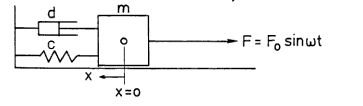 d
m
c
F = F₀ sinωt
x
x=0